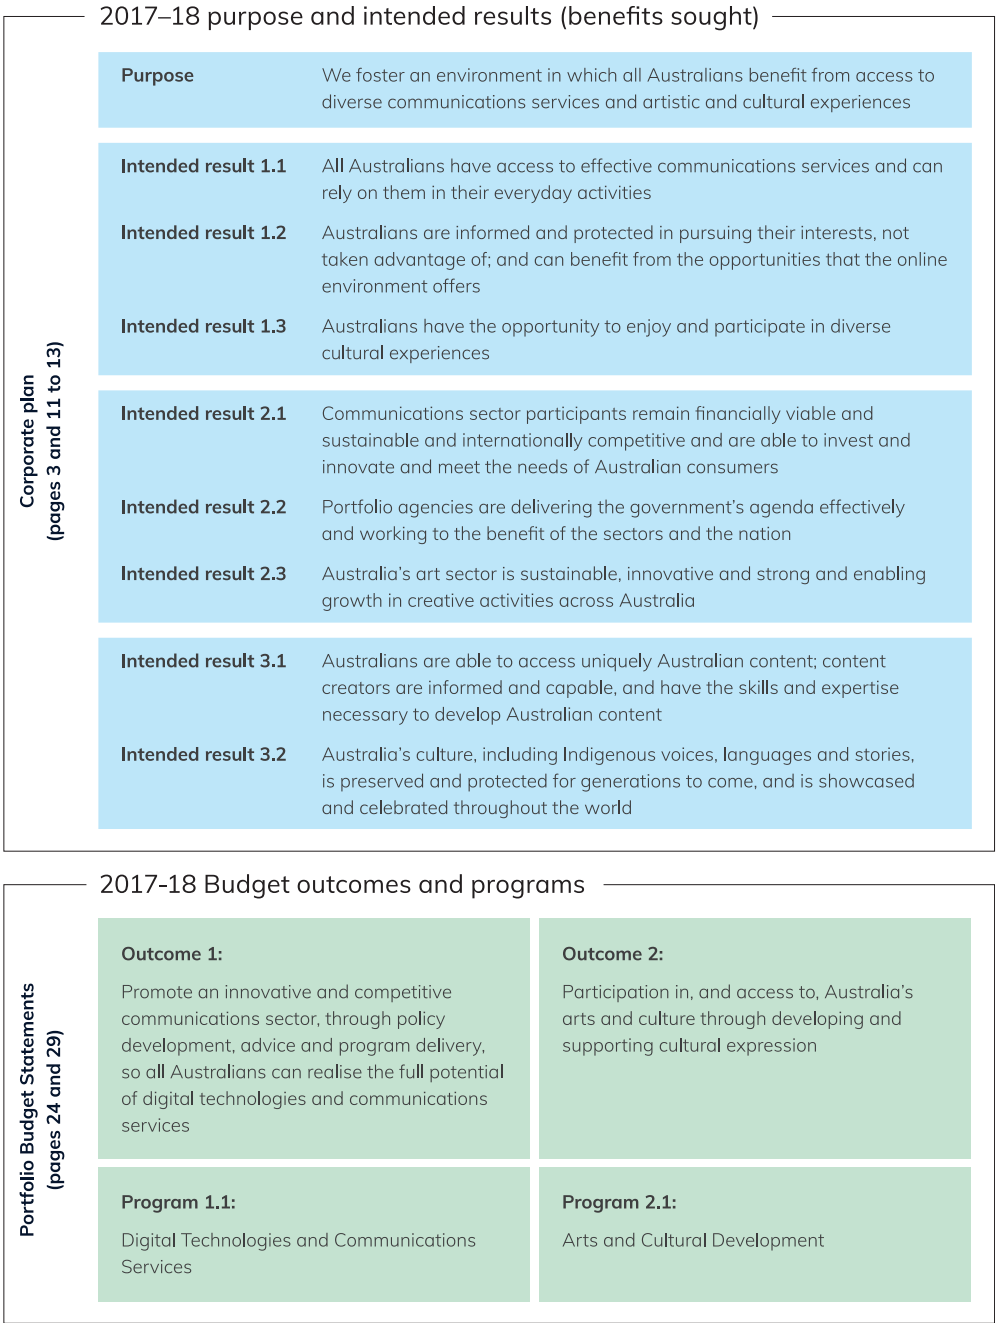 2017–18 purpose and intended results (benefits sought)
Corporate plan
(pages 3 and 11 to 13)
Purpose We foster an environment in which all Australians benefit from access to
diverse communications services and artistic and cultural experiences
Intended result 1.1 All Australians have access to effective communications services and can
rely on them in their everyday activities
Intended result 1.2 Australians are informed and protected in pursuing their interests, not
taken advantage of; and can benefit from the opportunities that the online
environment offers
Intended result 1.3 Australians have the opportunity to enjoy and participate in diverse
cultural experiences
Intended result 2.1 Communications sector participants remain financially viable and
sustainable and internationally competitive and are able to invest and
innovate and meet the needs of Australian consumers
Intended result 2.2 Portfolio agencies are delivering the government's agenda effectively
and working to the benefit of the sectors and the nation
Intended result 2.3 Australia's art sector is sustainable, innovative and strong and enabling
growth in creative activities across Australia
Intended result 3.1 Australians are able to access uniquely Australian content; content
creators are informed and capable, and have the skills and expertise
necessary to develop Australian content
Intended result 3.2 Australia's culture, including Indigenous voices, languages and stories,
is preserved and protected for generations to come, and is showcased
and celebrated throughout the world
2017-18 Budget outcomes and programs
Portfolio Budget Statements
(pages 24 and 29)
Outcome 1:
Promote an innovative and competitive
communications sector, through policy
development, advice and program delivery,
so all Australians can realise the full potential
of digital technologies and communications
services
Outcome 2:
Participation in, and access to, Australia's
arts and culture through developing and
supporting cultural expression
Program 1.1:
Digital Technologies and Communications
Services
Program 2.1:
Arts and Cultural Development